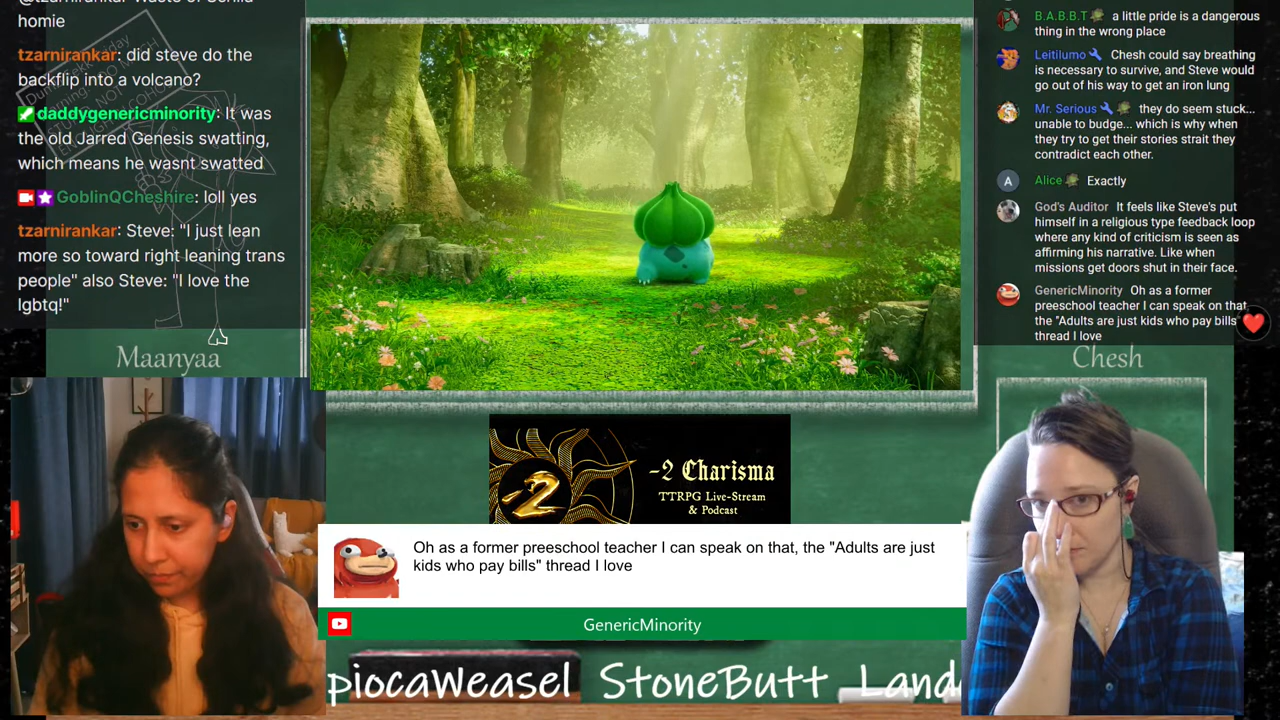 homie
tzarnirankar: did steve do the
backflip into a volcano?
daddygenericminority: It was
the old Jarred Genesis swatting,
which means he wasnt swatted
GoblinQCheshire: loll yes
tzarnirankar: Steve: "I just lean
more so toward right leaning trans
people" also Steve: "I love the
lgbtq!"
Maanyaa
B.A.B.B.T a little pride is a dangerous
thing in the wrong place
Leitilumo Chesh could say breathing
is necessary to survive, and Steve would
go out of his way to get an iron lung
Mr. Serious they do seem stuck...
unable to budge... which is why when
they try to get their stories strait they
contradict each other.
A
Alice Exactly
God's Auditor It feels like Steve's put
himself in a religious type feedback loop
where any kind of criticism is seen as
affirming his narrative. Like when
missions get doors shut in their face.
GenericMinority Oh as a former
preeschool teacher I can speak on that,
the "Adults are just kids who pay bills"
thread I love
Chesh
-2
-2 Charisma
TTRPG Live-Stream
& Podcast
Oh as a former preeschool teacher I can speak on that, the "Adults are just
kids who pay bills" thread I love
GenericMinority
piocaWeasel StoneButt Land